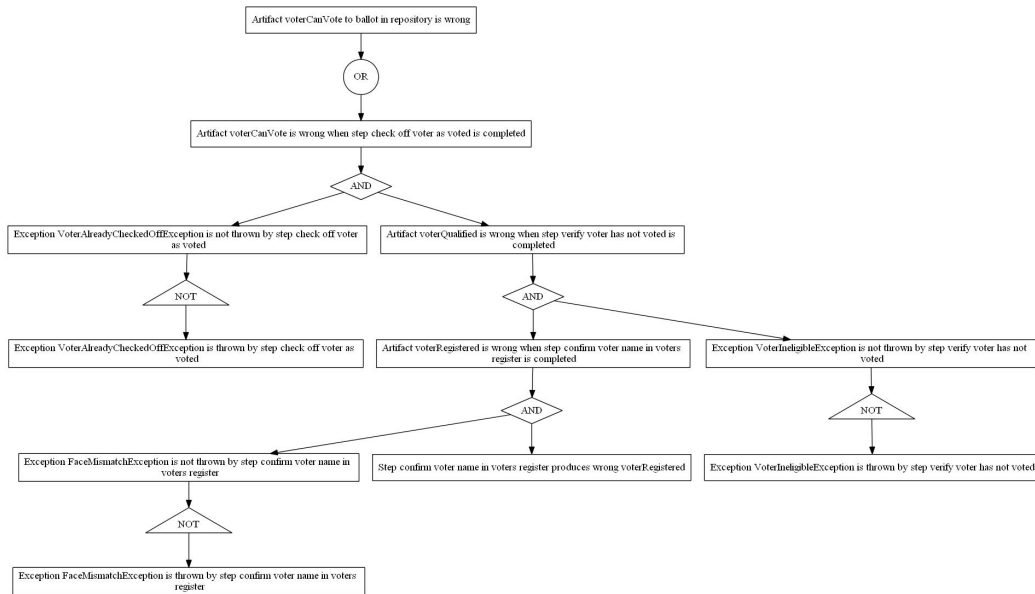 Artifact voterCanVote to ballot in repository is wrong
OR
Artifact voterCanVote is wrong when step check off voter as voted is completed
AND
Exception VoterAlreadyCheckedOffException is not thrown by step check off voter
as voted
Artifact voterQualified is wrong when step verify voter has not voted is
completed
NOT
AND
Exception VoterAlreadyCheckedOffException is thrown by step check off voter as
voted
Artifact voterRegistered is wrong when step confirm voter name in voters
register is completed
Exception VoterIneligibleException is not thrown by step verify voter has not
voted
AND
NOT
Exception FaceMismatchException is not thrown by step confirm voter name in
voters register
Step confirm voter name in voters register produces wrong voterRegistered
Exception VoterIneligibleException is thrown by step verify voter has not voted
NOT
Exception FaceMismatchException is thrown by step confirm voter name in voters
register